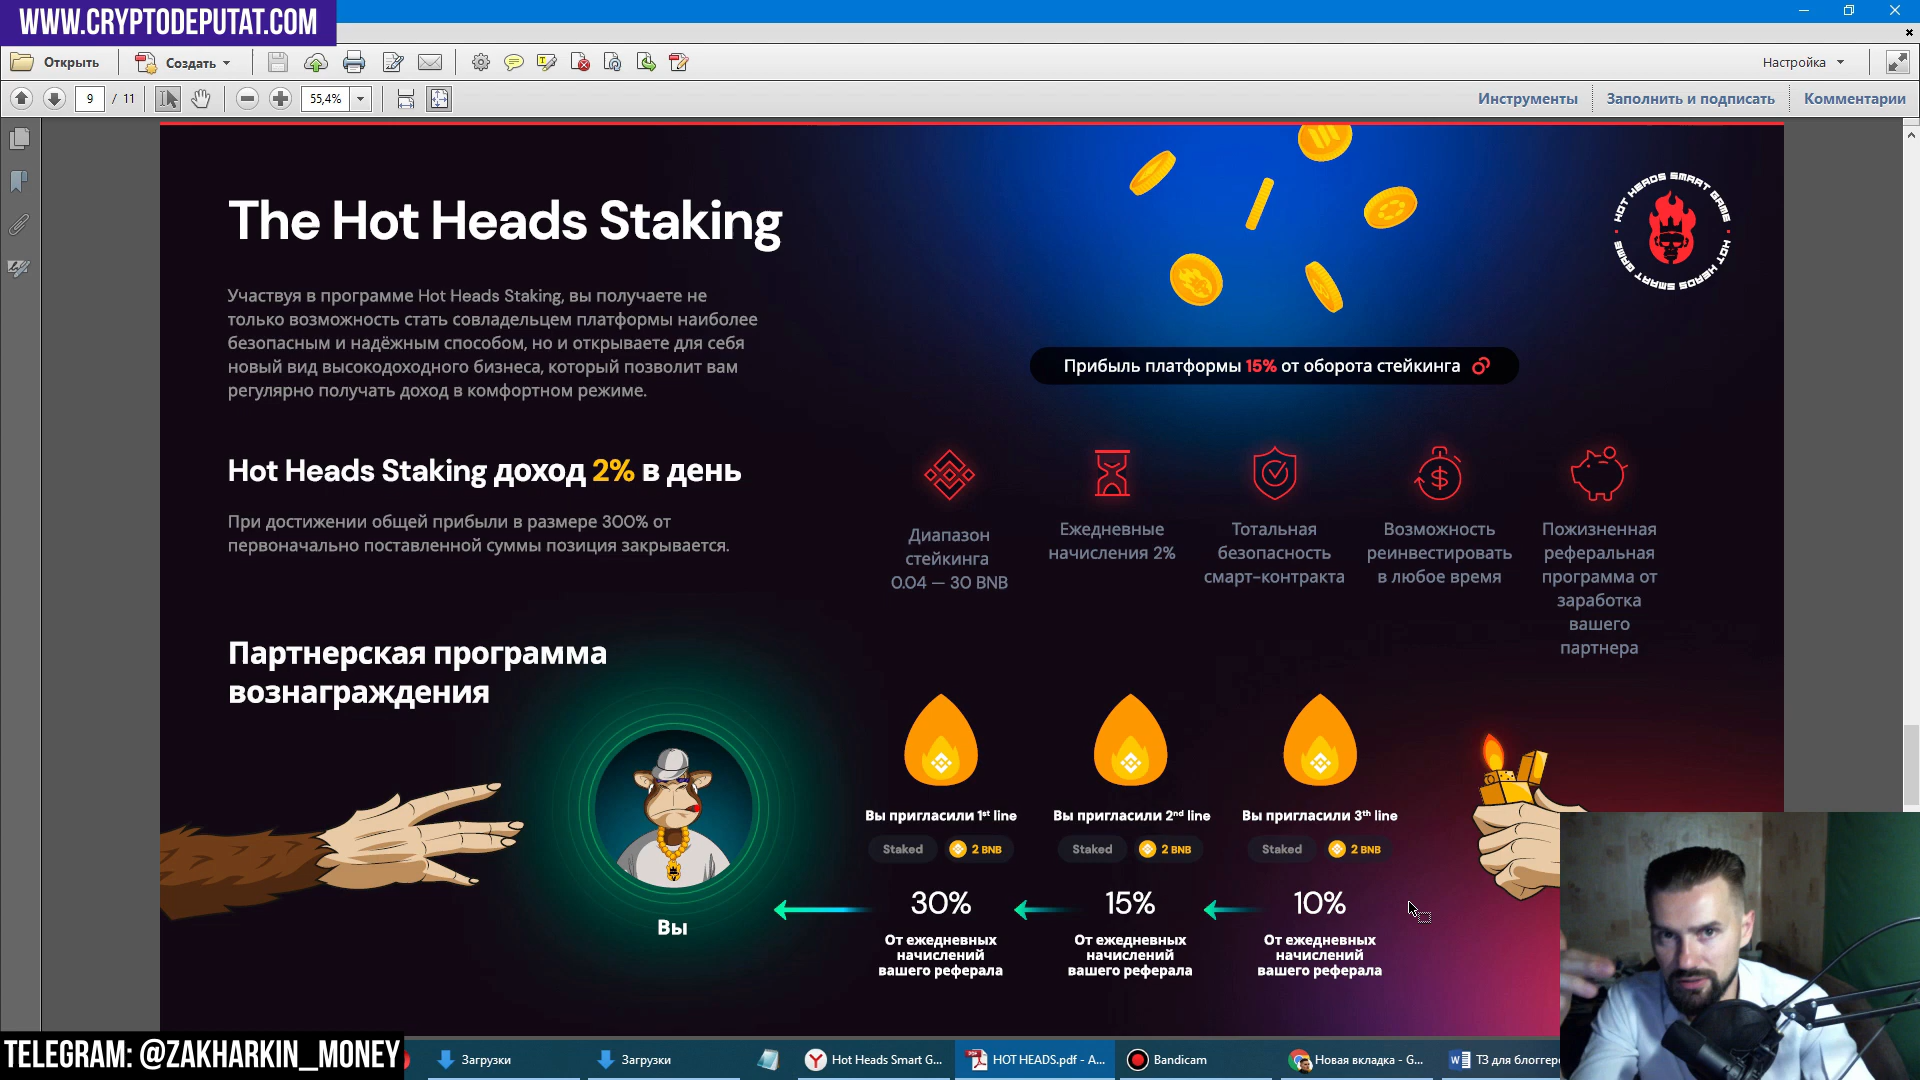 WWW.CRYPTODEPUTAT.COM
Открыть
Создать
Настройка
9 / 11
55,4%
Инструменты
Заполнить и подписать
Комментарии
The Hot Heads Staking
HOT HEADS SMART GAME
HOT HEADS SMART GAME
Участвуя в программе Hot Heads Staking, вы получаете не
только возможность стать совладельцем платформы наиболее
безопасным и надёжным способом, но и открываете для себя
новый вид высокодоходного бизнеса, который позволит вам
регулярно получать доход в комфортном режиме.
Прибыль платформы 15% от оборота стейкинга
Hot Heads Staking доход 2% в день
При достижении общей прибыли в размере 300% от
первоначально поставленной суммы позиция закрывается.
Диапазон
стейкинга
0.04 — 30 BNB
Ежедневные
начисления 2%
Тотальная
безопасность
смарт-контракта
Возможность
реинвестировать
в любое время
Пожизненная
реферальная
программа от
заработка
вашего
партнера
Партнерская программа
вознаграждения
Вы
Вы пригласили 1st line
Staked 2 BNB
30%
От ежедневных
начислений
вашего реферала
Вы пригласили 2nd line
Staked 2 BNB
15%
От ежедневных
начислений
вашего реферала
Вы пригласили 3th line
Staked 2 BNB
10%
От ежедневных
начислений
вашего реферала
TELEGRAM: @ZAKHARKIN_MONEY
Загрузки
Загрузки
Hot Heads Smart G...
HOT HEADS.pdf - A...
Bandicam
Новая вкладка - G...
ТЗ для блоггер